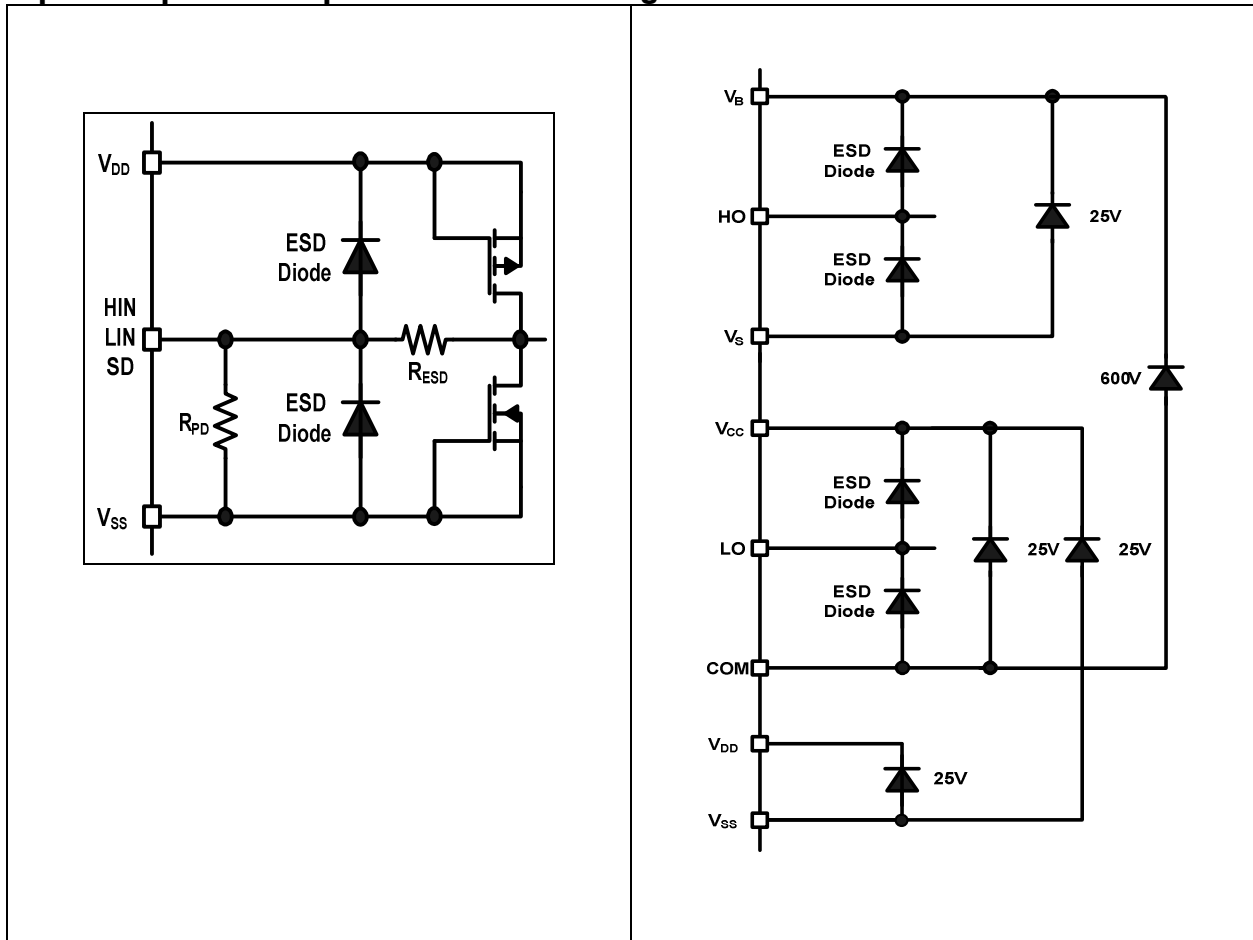 V_DD
ESD
Diode
HIN
LIN
SD
R_ESD
R_PD
ESD
Diode
V_SS
V_B
ESD
Diode
HO
25V
ESD
Diode
V_S
600V
V_CC
ESD
Diode
LO
25V
25V
ESD
Diode
COM
V_DD
25V
V_SS